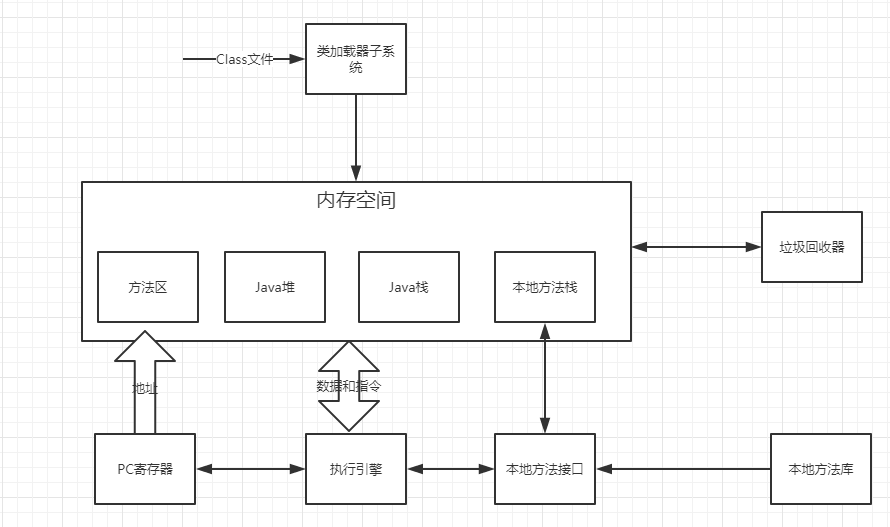 Class文件
类加载器子系
统
内存空间
垃圾回收器
方法区
Java堆
Java栈
本地方法栈
地址
数据和指令
PC寄存器
执行引擎
本地方法接口
本地方法库